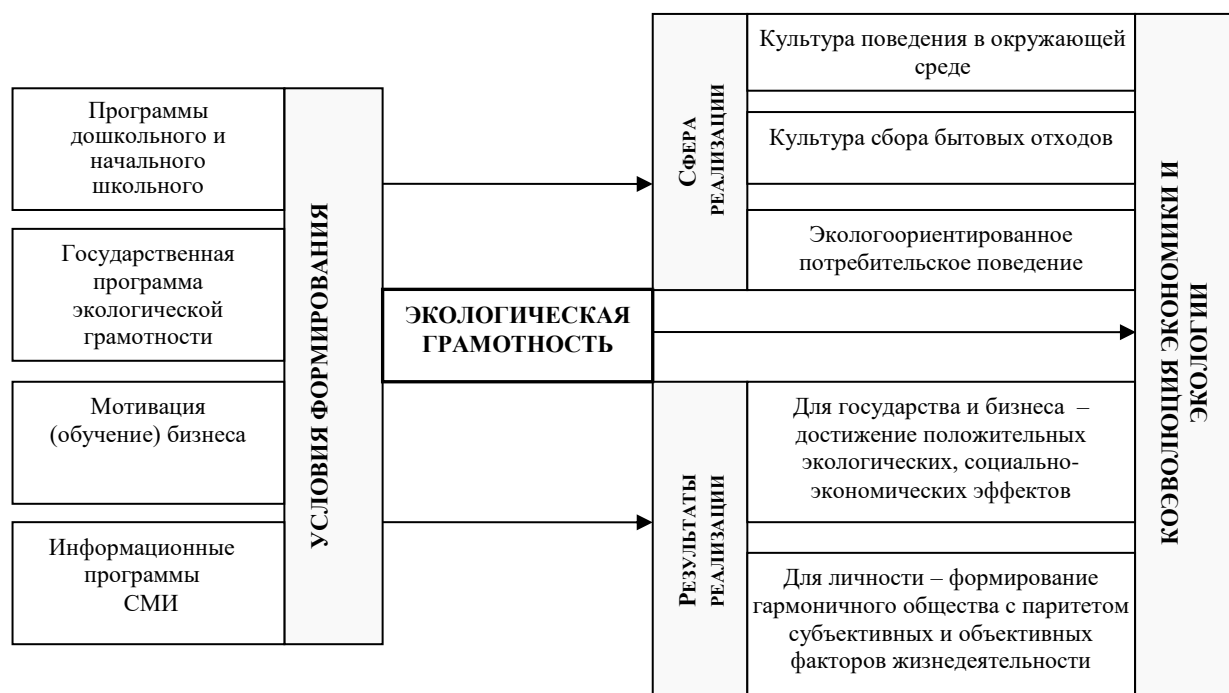 Программы
дошкольного и
начального
школьного
Государственная
программа
экологической
грамотности
Мотивация
(обучение) бизнеса
Информационные
программы
СМИ
УСЛОВИЯ ФОРМИРОВАНИЯ
ЭКОЛОГИЧЕСКАЯ
ГРАМОТНОСТЬ
СФЕРА
РЕАЛИЗАЦИИ
Культура поведения в окружающей
среде
Культура сбора бытовых отходов
Экологоориентированное
потребительское поведение
РЕЗУЛЬТАТЫ
РЕАЛИЗАЦИИ
Для государства и бизнеса –
достижение положительных
экологических, социально-
экономических эффектов
Для личности – формирование
гармоничного общества с паритетом
субъективных и объективных
факторов жизнедеятельности
КОЭВОЛЮЦИЯ ЭКОНОМИКИ И
ЭКОЛОГИИ